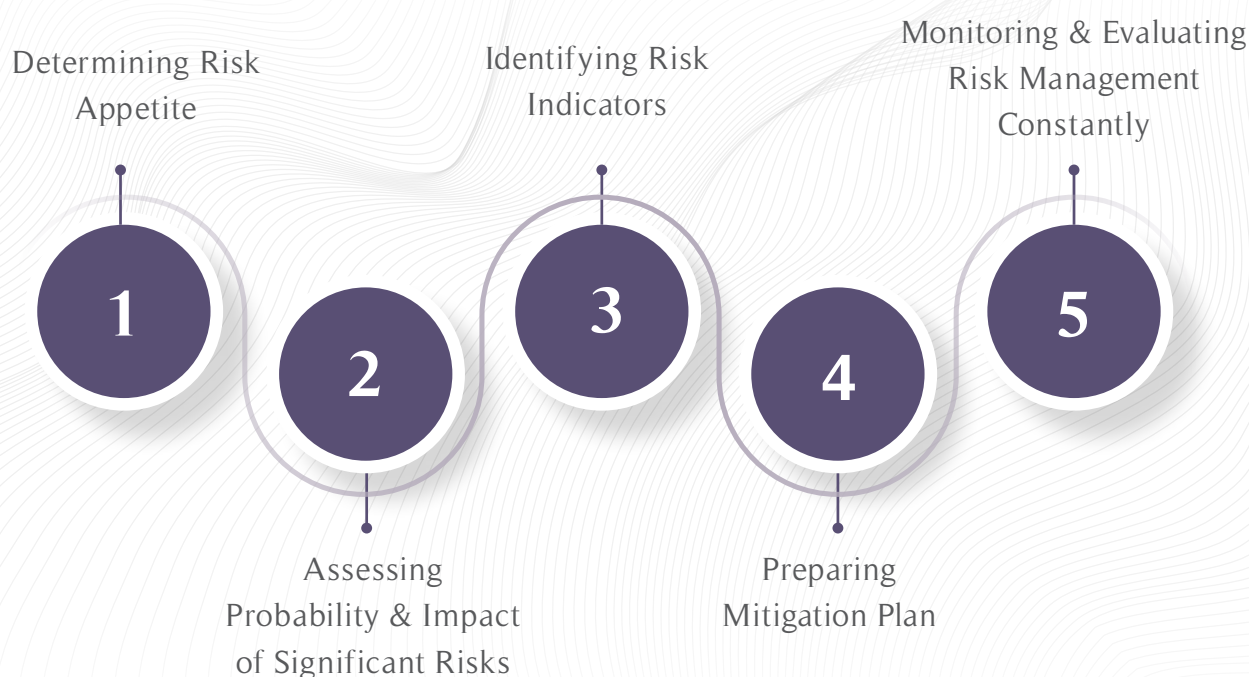 Determining Risk
Appetite
1
Assessing
Probability & Impact
of Significant Risks
2
Identifying Risk
Indicators
3
Preparing
Mitigation Plan
4
Monitoring & Evaluating
Risk Management
Constantly
5